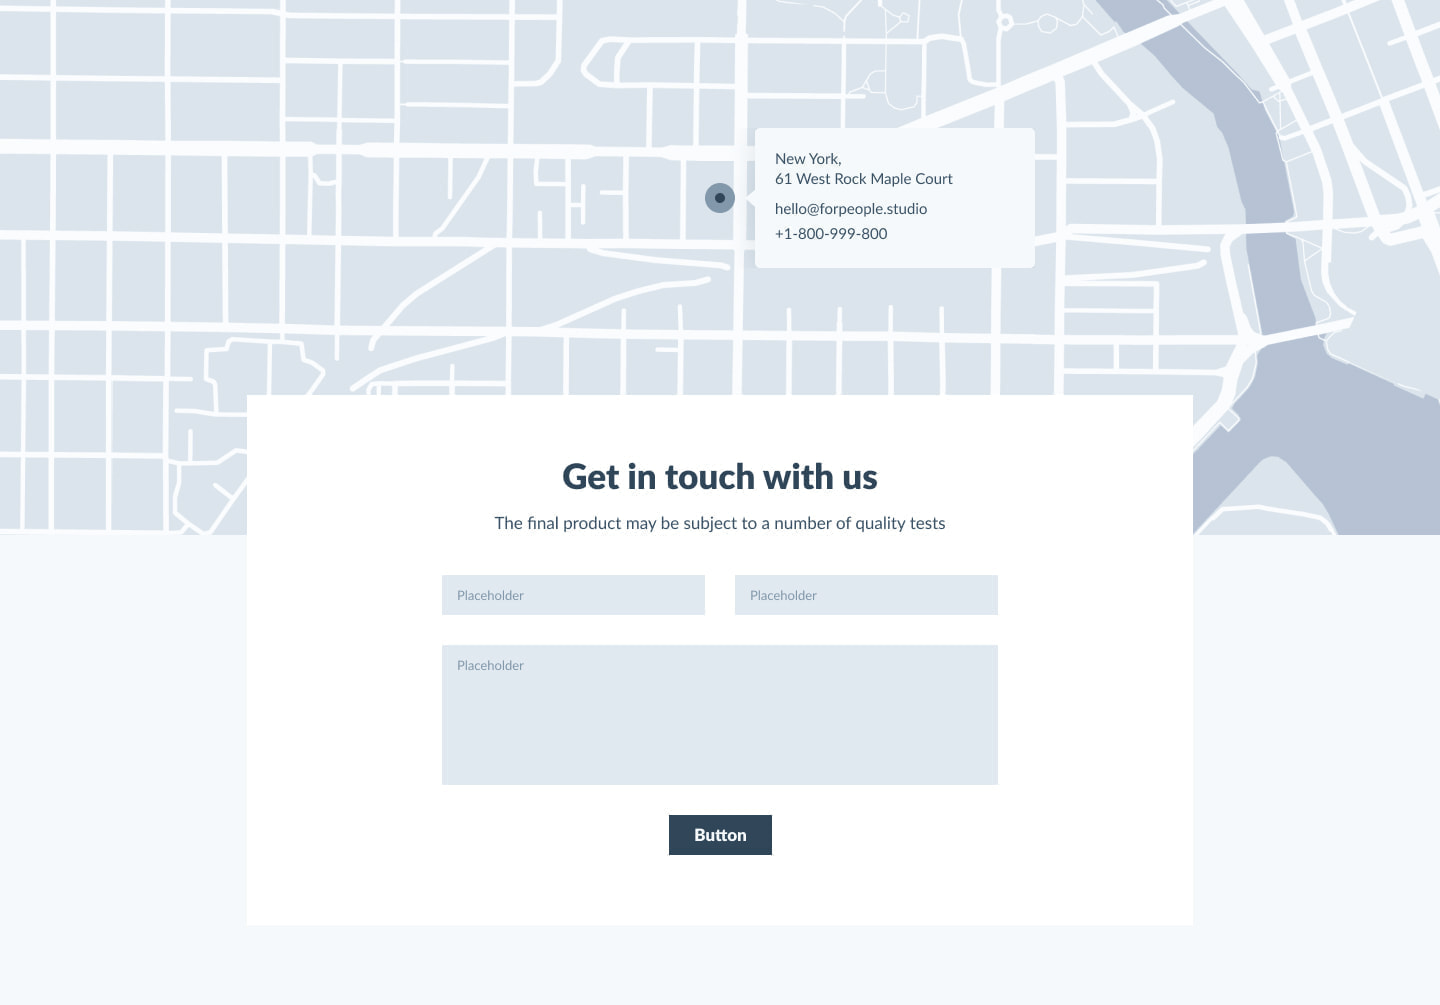 New York,
61 West Rock Maple Court
hello@forpeople.studio
+1-800-999-800
Get in touch with us
The final product may be subject to a number of quality tests
Placeholder
Placeholder
Placeholder
Button